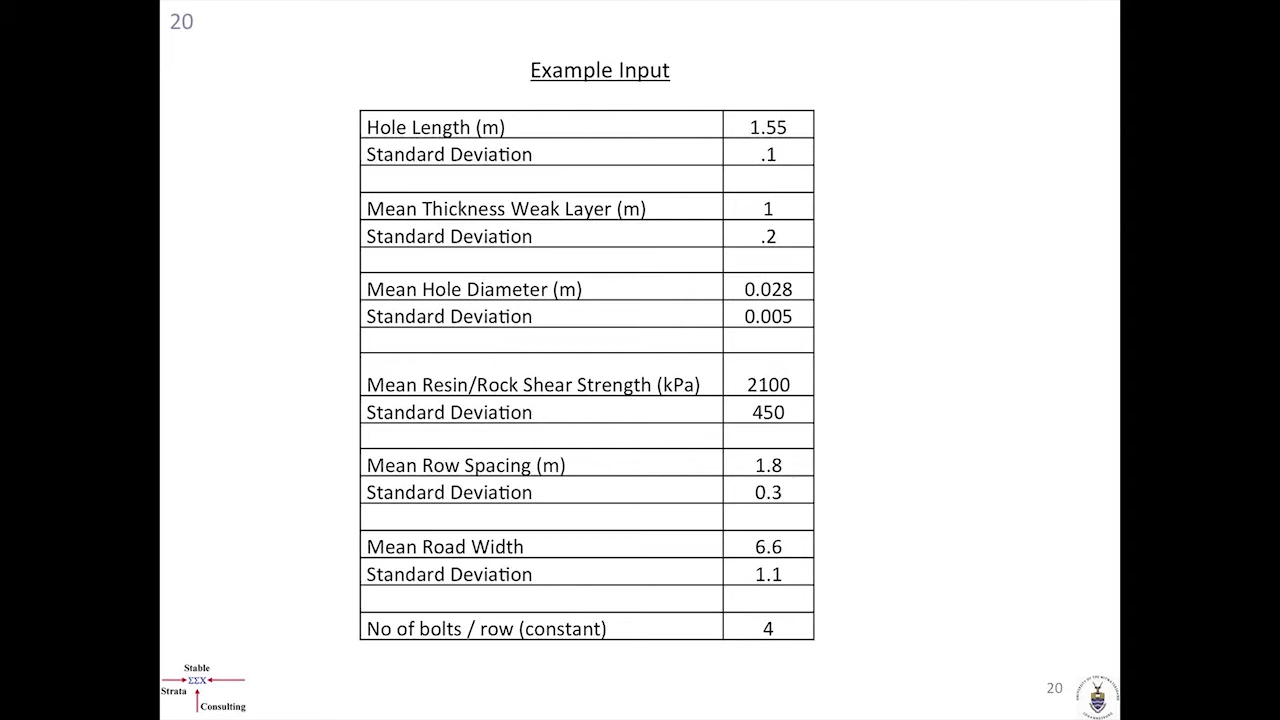 20
Example Input
Hole Length (m) 1.55
Standard Deviation .1
Mean Thickness Weak Layer (m) 1
Standard Deviation .2
Mean Hole Diameter (m) 0.028
Standard Deviation 0.005
Mean Resin/Rock Shear Strength (kPa) 2100
Standard Deviation 450
Mean Row Spacing (m) 1.8
Standard Deviation 0.3
Mean Road Width 6.6
Standard Deviation 1.1
No of bolts / row (constant) 4
Stable
ΣΣX
Strata
Consulting
20